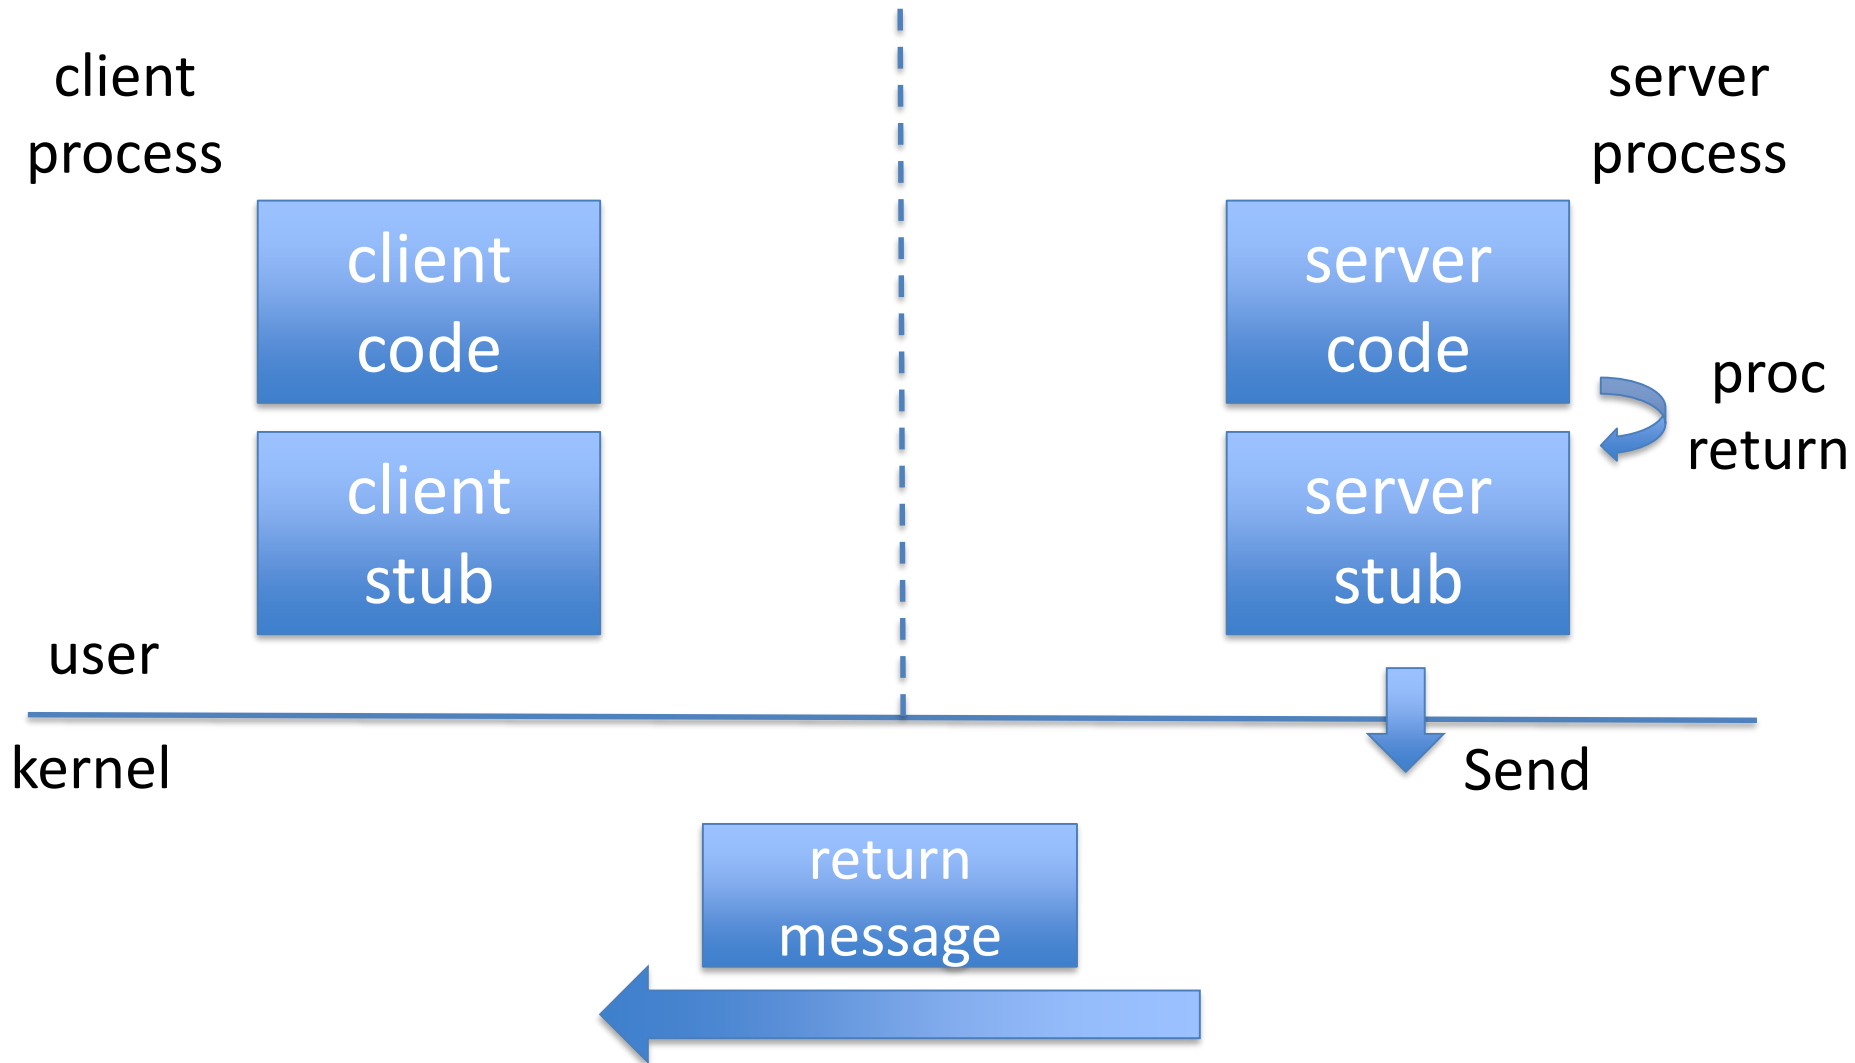 client
process
server
process
client
code
server
code
proc
return
client
stub
server
stub
user
kernel
Send
return
message